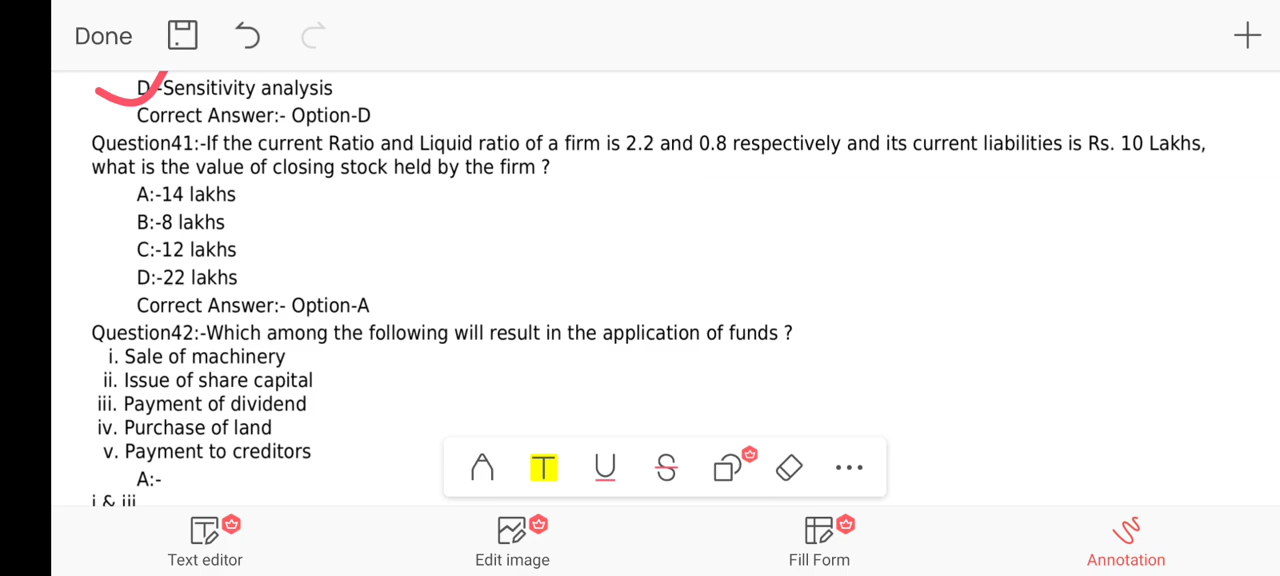 Done
D:-Sensitivity analysis
Correct Answer:- Option-D
Question41:-If the current Ratio and Liquid ratio of a firm is 2.2 and 0.8 respectively and its current liabilities is Rs. 10 Lakhs,
what is the value of closing stock held by the firm ?
A:-14 lakhs
B:-8 lakhs
C:-12 lakhs
D:-22 lakhs
Correct Answer:- Option-A
Question42:-Which among the following will result in the application of funds ?
i. Sale of machinery
ii. Issue of share capital
iii. Payment of dividend
iv. Purchase of land
v. Payment to creditors
A:-
i & iii
T
U
S
Text editor
Edit image
Fill Form
Annotation